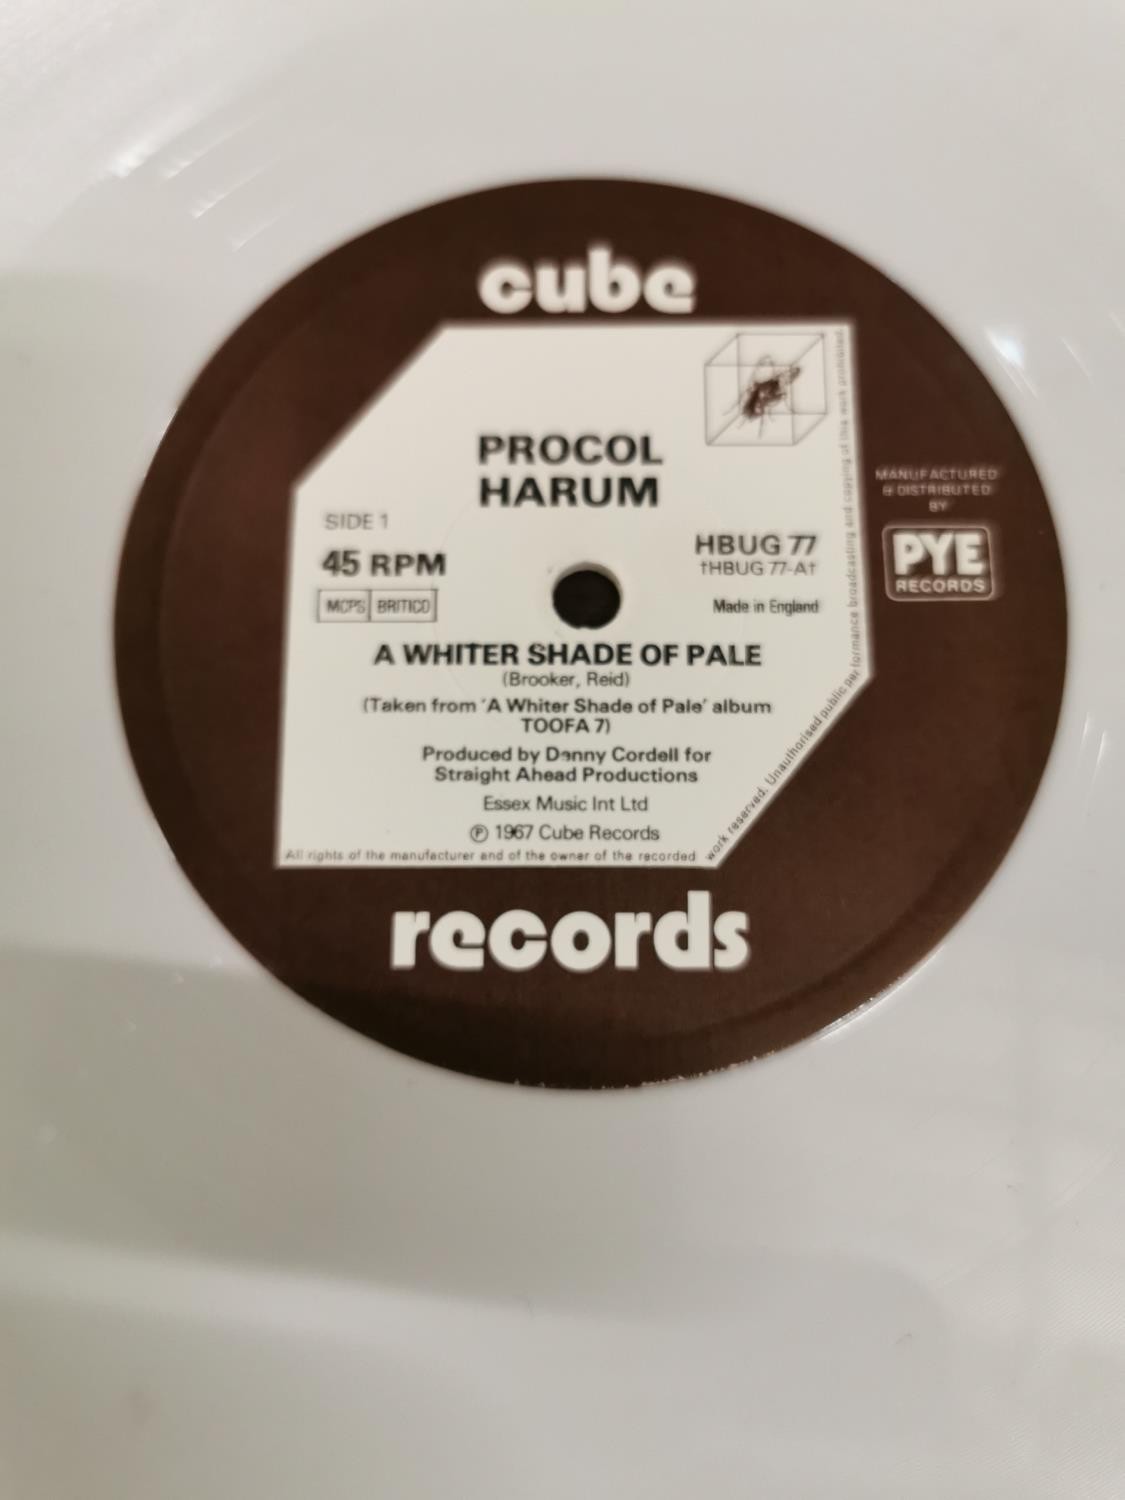 cube
PROCOL
HARUM
SIDE 1
45 RPM
MCPS BRITICO
HBUG 77
†HBUG 77-A†
Made in England
MANUFACTURED
& DISTRIBUTED
BY
PYE
RECORDS
A WHITER SHADE OF PALE
(Brooker, Reid)
(Taken from 'A Whiter Shade of Pale' album
TOOFA 7)
Produced by Denny Cordell for
Straight Ahead Productions
Essex Music Int Ltd
℗ 1967 Cube Records
All rights of the manufacturer and of the owner of the recorded
work reserved. Unauthorised public performance broadcasting and copying of this work prohibited.
records